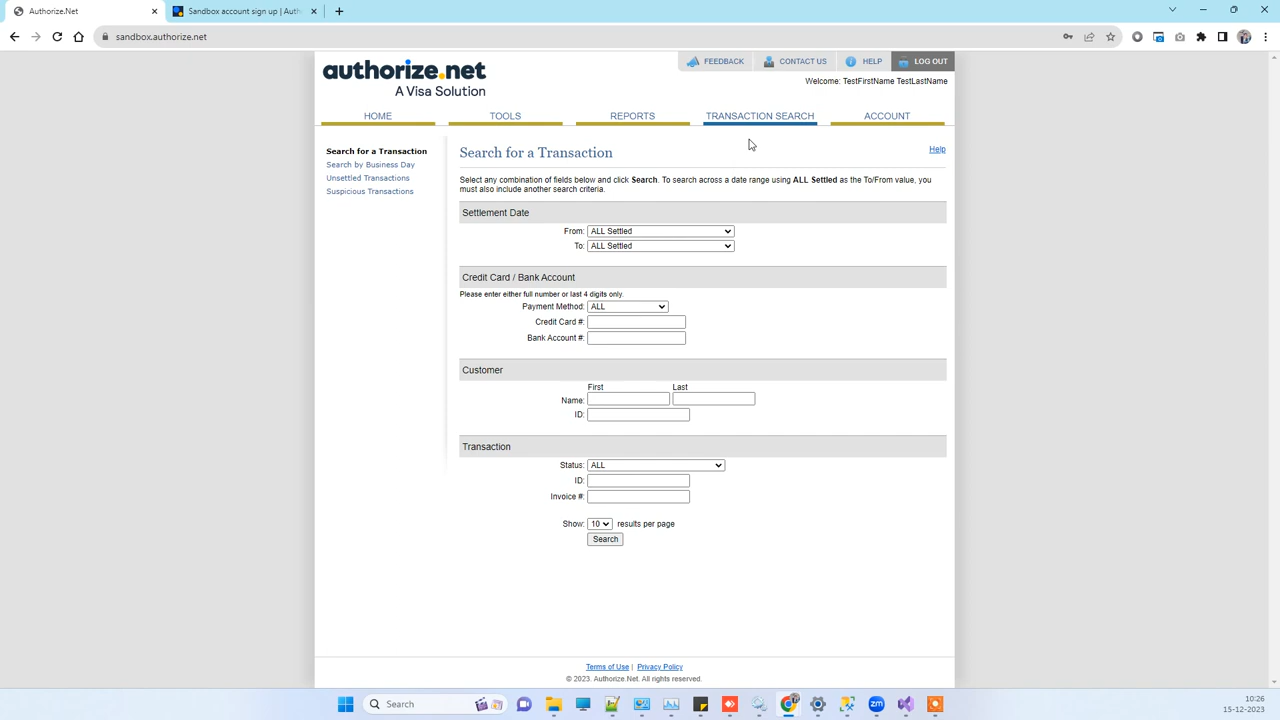 Authorize.Net
Sandbox account sign up | Auth
sandbox.authorize.net
authorize.net
A Visa Solution
FEEDBACK
CONTACT US
HELP
LOG OUT
Welcome: TestFirstName TestLastName
HOME
TOOLS
REPORTS
TRANSACTION SEARCH
ACCOUNT
Search for a Transaction
Search by Business Day
Unsettled Transactions
Suspicious Transactions
Search for a Transaction
Help
Select any combination of fields below and click Search. To search across a date range using ALL Settled as the To/From value, you
must also include another search criteria.
Settlement Date
From: ALL Settled
To: ALL Settled
Credit Card / Bank Account
Please enter either full number or last 4 digits only.
Payment Method: ALL
Credit Card #:
Bank Account #:
Customer
First Last
Name:
ID:
Transaction
Status: ALL
ID:
Invoice #:
Show: 10 results per page
Search
Terms of Use | Privacy Policy
© 2023. Authorize.Net. All rights reserved.
Search
10:26
15-12-2023